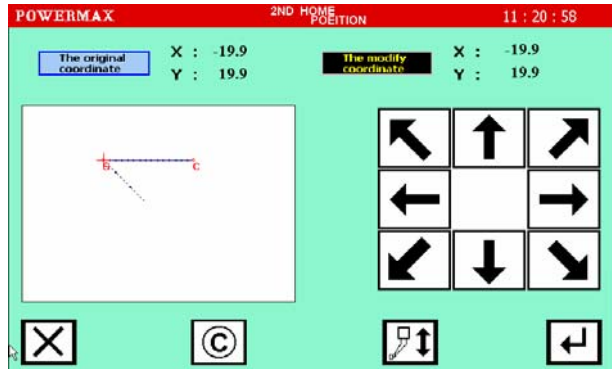 POWERMAX 2ND HOME POEITION 11 : 20 : 58
The original coordinate X : -19.9 Y : 19.9
The modify coordinate X : -19.9 Y : 19.9
C
C